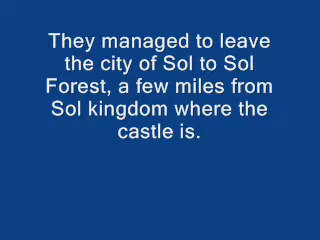 They managed to leave
the city of Sol to Sol
Forest, a few miles from
Sol kingdom where the
castle is.